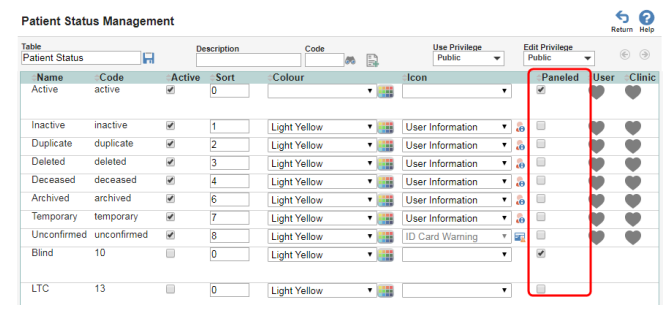 Patient Status Management
Return Help
Table Description Code Use Privilege Edit Privilege
Patient Status Public Public
Name Code Active Sort Colour Icon Paneled User Clinic
Active active 0
Inactive inactive 1 Light Yellow User Information
Duplicate duplicate 2 Light Yellow User Information
Deleted deleted 3 Light Yellow User Information
Deceased deceased 4 Light Yellow User Information
Archived archived 6 Light Yellow User Information
Temporary temporary 7 Light Yellow User Information
Unconfirmed unconfirmed 8 Light Yellow ID Card Warning
Blind 10 0 Light Yellow
LTC 13 0 Light Yellow